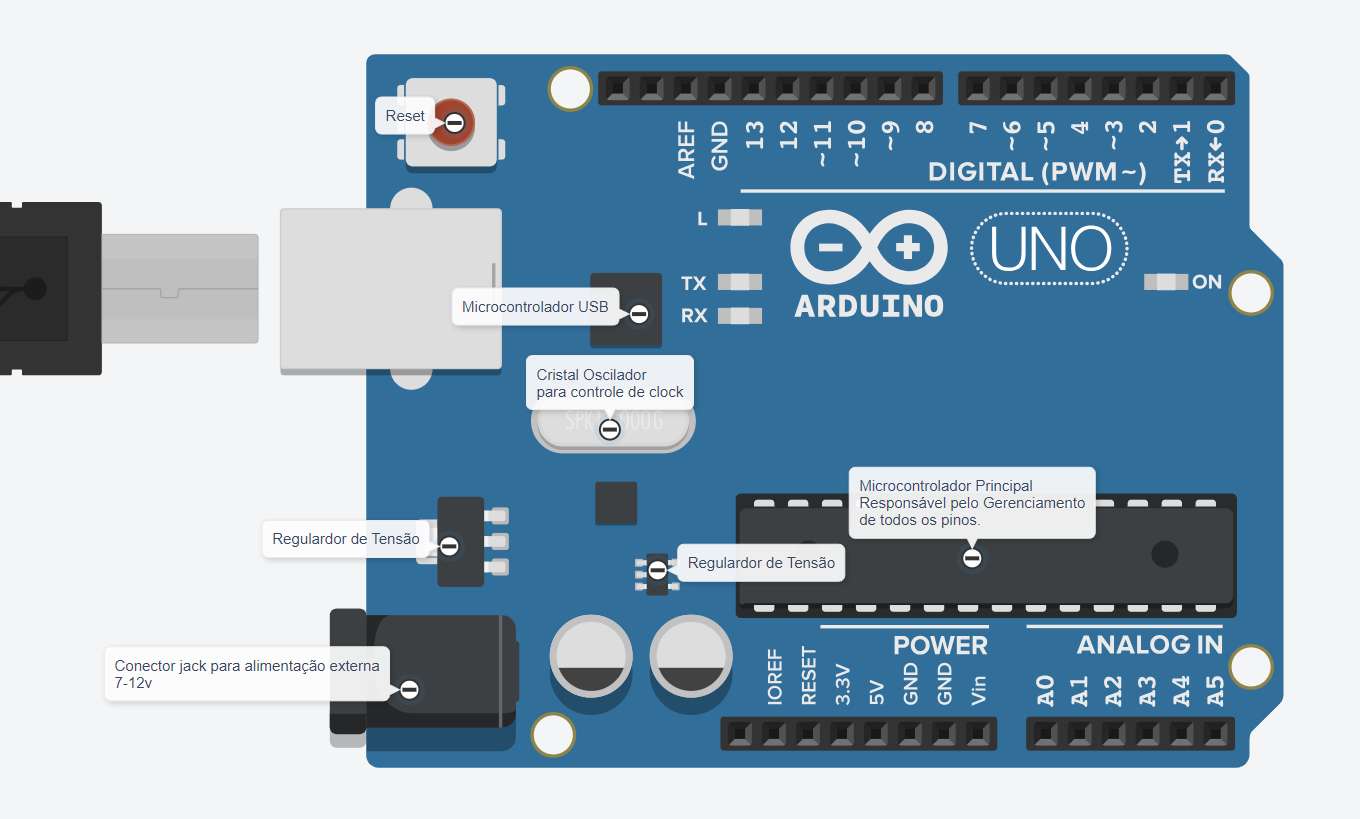 Reset
AREF
GND
13
12
~11
~10
~9
8
7
~6
~5
4
~3
2
TX→1
RX←0
DIGITAL (PWM~)
L
TX
RX
ARDUINO
UNO
ON
Microcontrolador USB
Cristal Oscilador
para controle de clock
Microcontrolador Principal
Responsável pelo Gerenciamento
de todos os pinos.
Regulardor de Tensão
Regulardor de Tensão
Conector jack para alimentação externa
7-12v
POWER
ANALOG IN
IOREF
RESET
3.3V
5V
GND
GND
Vin
A0
A1
A2
A3
A4
A5